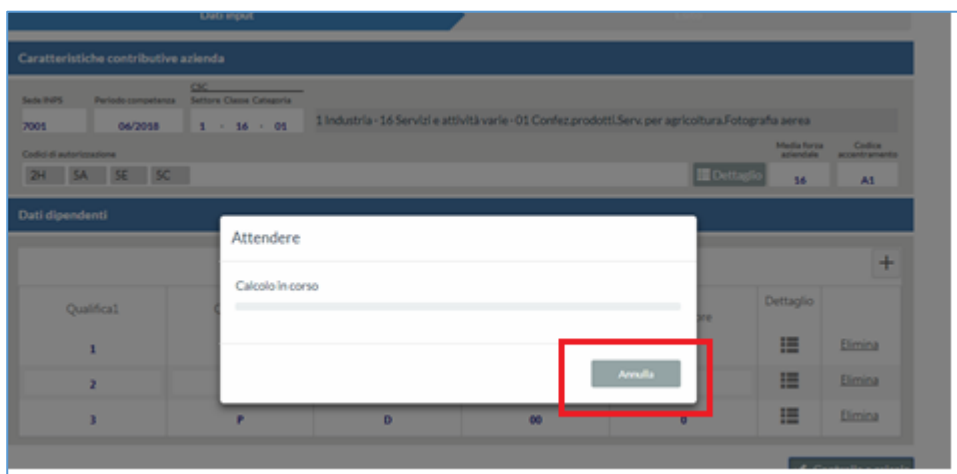 Dati input
Caratteristiche contributive azienda
CSC
Sede INPS Periodo competenza Settore Classe Categoria
7001 06/2018 1 - 16 - 01 1 Industria - 16 Servizi e attività varie - 01 Confez.prodotti.Serv. per agricoltura.Fotografia aerea
Codici di autorizzazione Media forza aziendale Codice accentramento
2H SA SE SC Dettaglio 16 A1
Dati dipendenti
Attendere
Calcolo in corso
Annulla
Qualifica1 Dettaglio
1 Elimina
2 Elimina
3 P D 00 0 Elimina